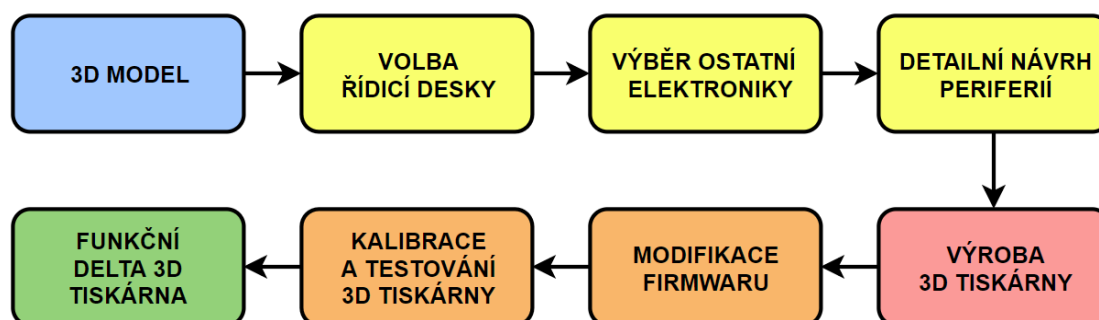 3D MODEL
VOLBA
ŘÍDICÍ DESKY
VÝBĚR OSTATNÍ
ELEKTRONIKY
DETAILNÍ NÁVRH
PERIFERIÍ
VÝROBA
3D TISKÁRNY
MODIFIKACE
FIRMWARU
KALIBRACE
A TESTOVÁNÍ
3D TISKÁRNY
FUNKČNÍ
DELTA 3D
TISKÁRNA